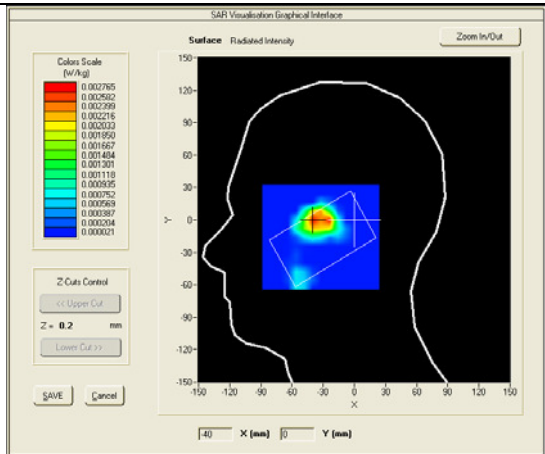 SAR Visualisation Graphical Interface
Surface Radiated Intensity
Zoom In/Out
Colors Scale
(W/kg)
0.002765
0.002582
0.002399
0.002216
0.002033
0.001850
0.001667
0.001484
0.001301
0.001118
0.000935
0.000752
0.000569
0.000387
0.000204
0.000021
150
120
90
60
30
0
-30
-60
-90
-120
-150
Y
-150 -120 -90 -60 -30 0 30 60 90 120 150
X
Z Cuts Control
<< Upper Cut
Z = 0.2 mm
Lower Cut >>
SAVE Cancel
-40 X (mm) 0 Y (mm)